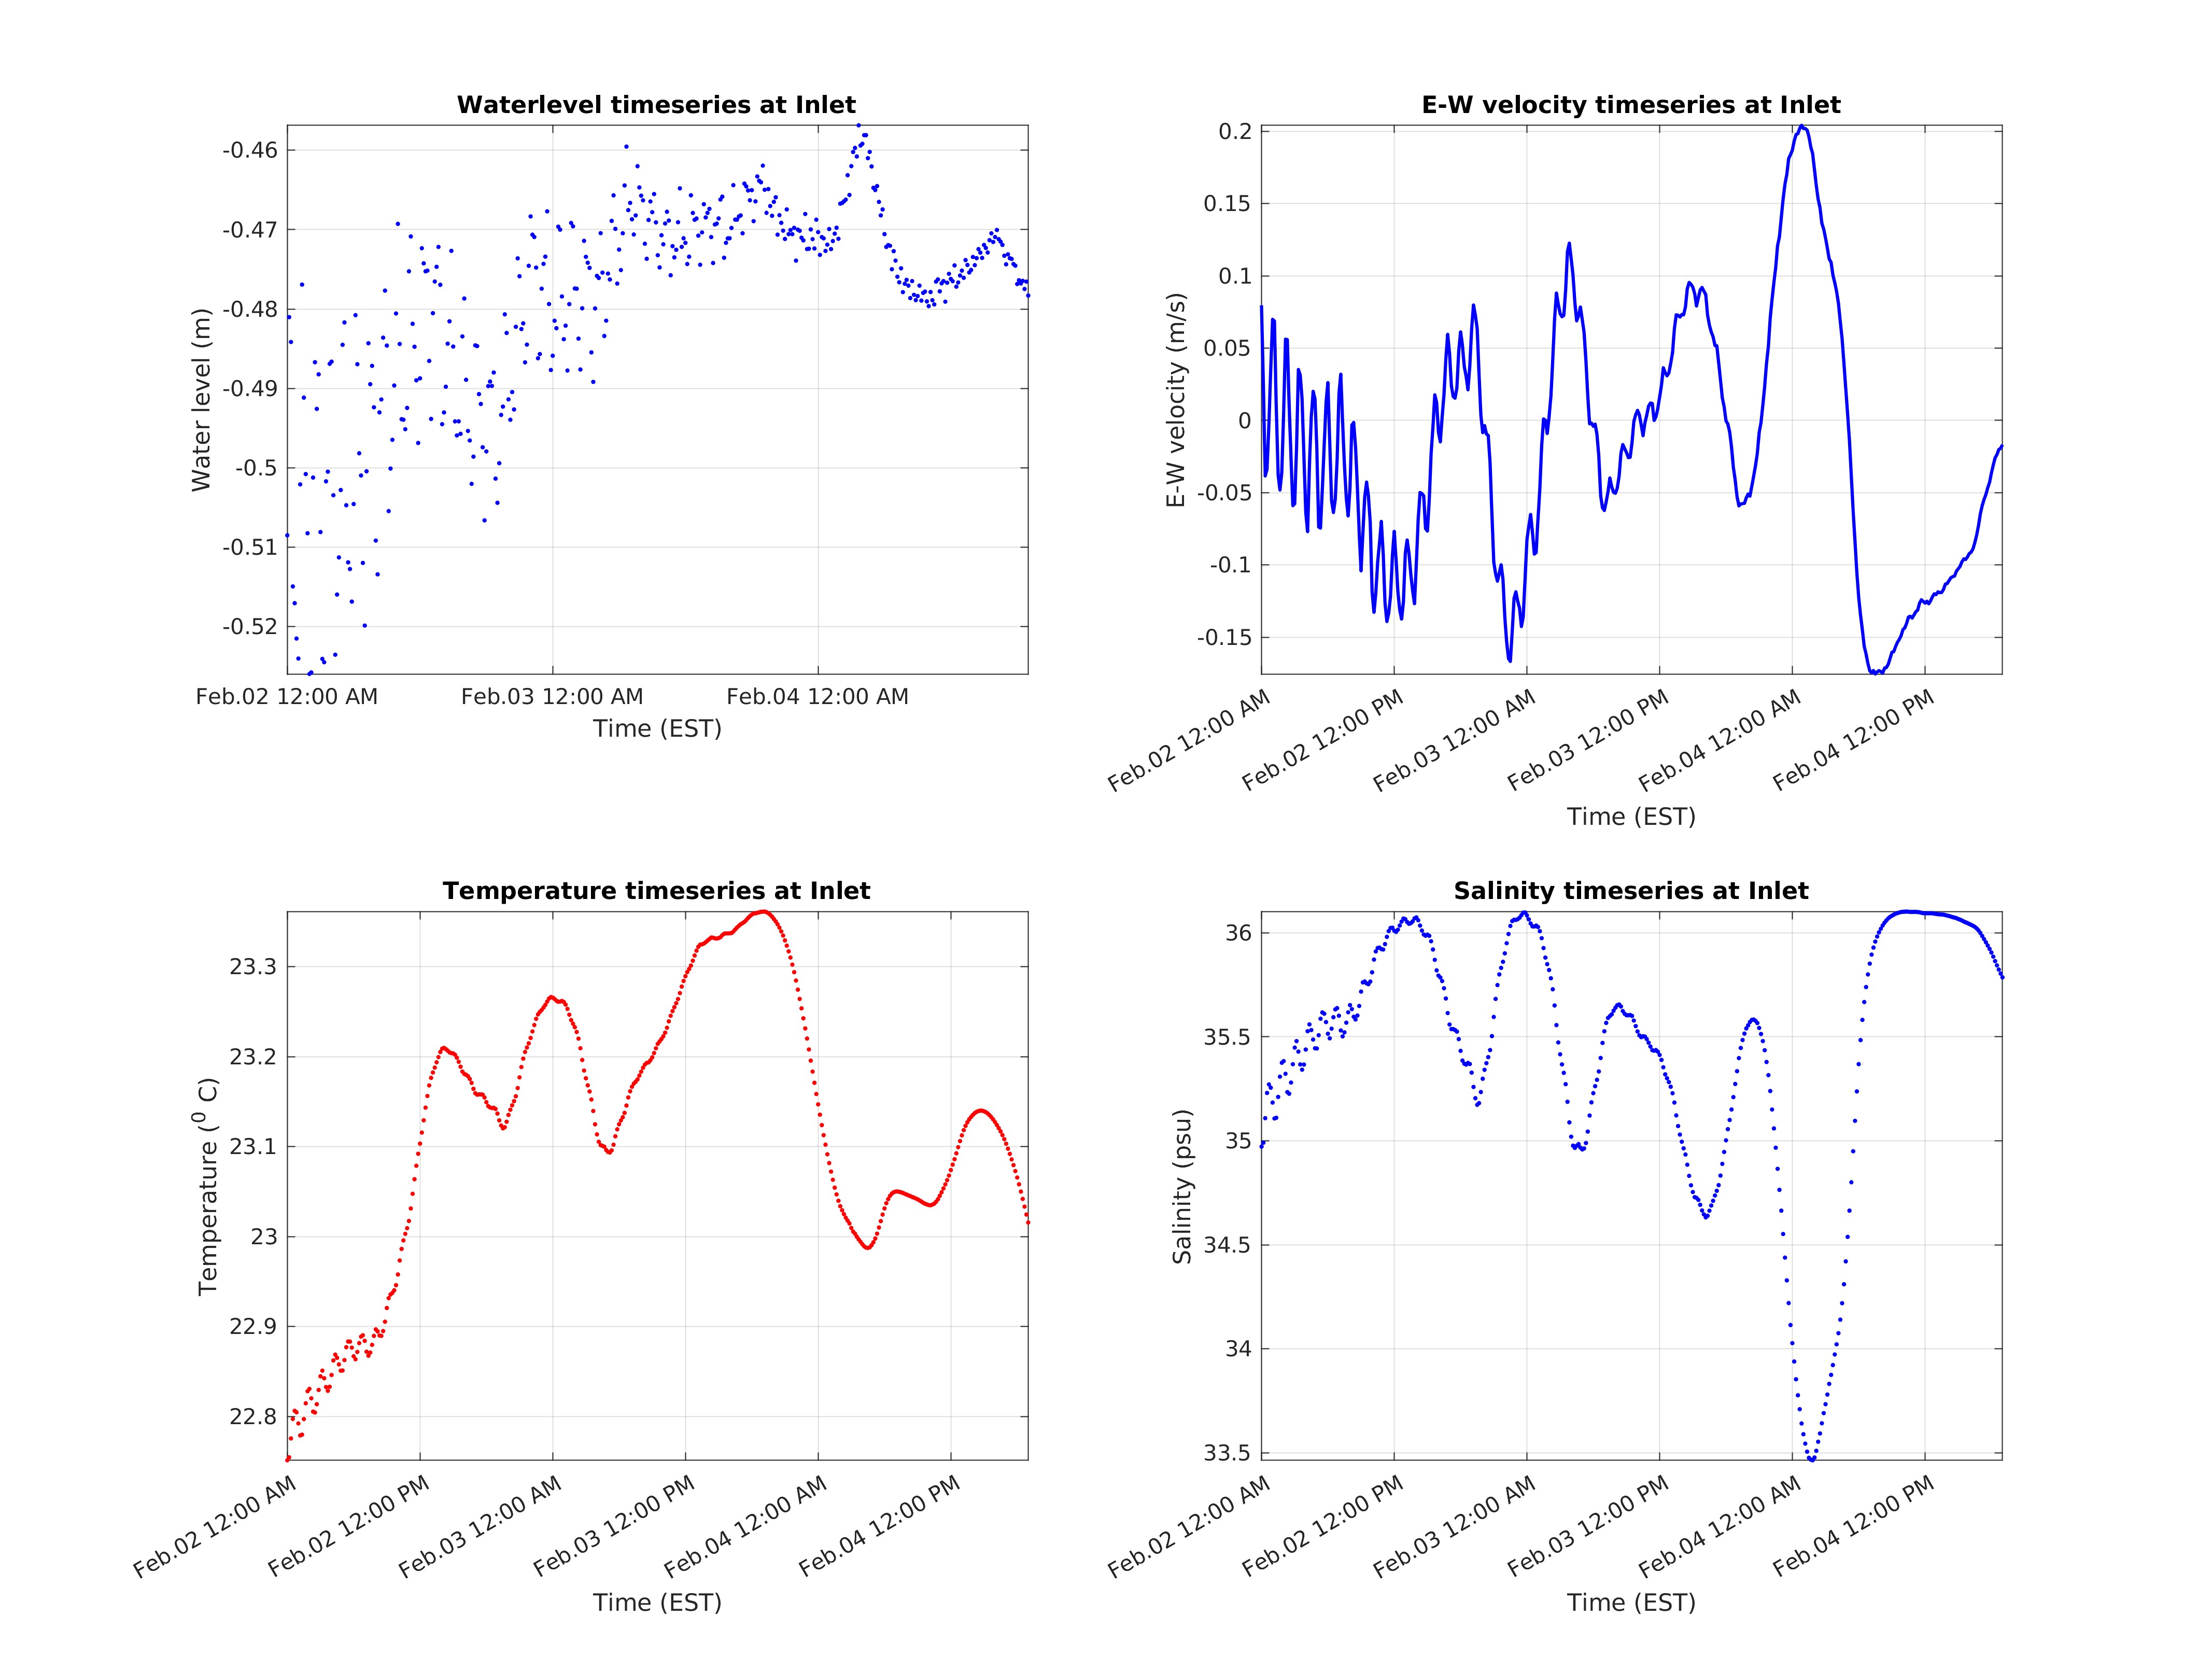 Waterlevel timeseries at Inlet
Water level (m)
-0.46
-0.47
-0.48
-0.49
-0.5
-0.51
-0.52
Feb.02 12:00 AM
Feb.03 12:00 AM
Feb.04 12:00 AM
Time (EST)
E-W velocity timeseries at Inlet
E-W velocity (m/s)
0.2
0.15
0.1
0.05
0
-0.05
-0.1
-0.15
Feb.02 12:00 AM
Feb.02 12:00 PM
Feb.03 12:00 AM
Feb.03 12:00 PM
Feb.04 12:00 AM
Feb.04 12:00 PM
Time (EST)
Temperature timeseries at Inlet
Temperature (⁰ C)
23.3
23.2
23.1
23
22.9
22.8
Feb.02 12:00 AM
Feb.02 12:00 PM
Feb.03 12:00 AM
Feb.03 12:00 PM
Feb.04 12:00 AM
Feb.04 12:00 PM
Time (EST)
Salinity timeseries at Inlet
Salinity (psu)
36
35.5
35
34.5
34
33.5
Feb.02 12:00 AM
Feb.02 12:00 PM
Feb.03 12:00 AM
Feb.03 12:00 PM
Feb.04 12:00 AM
Feb.04 12:00 PM
Time (EST)